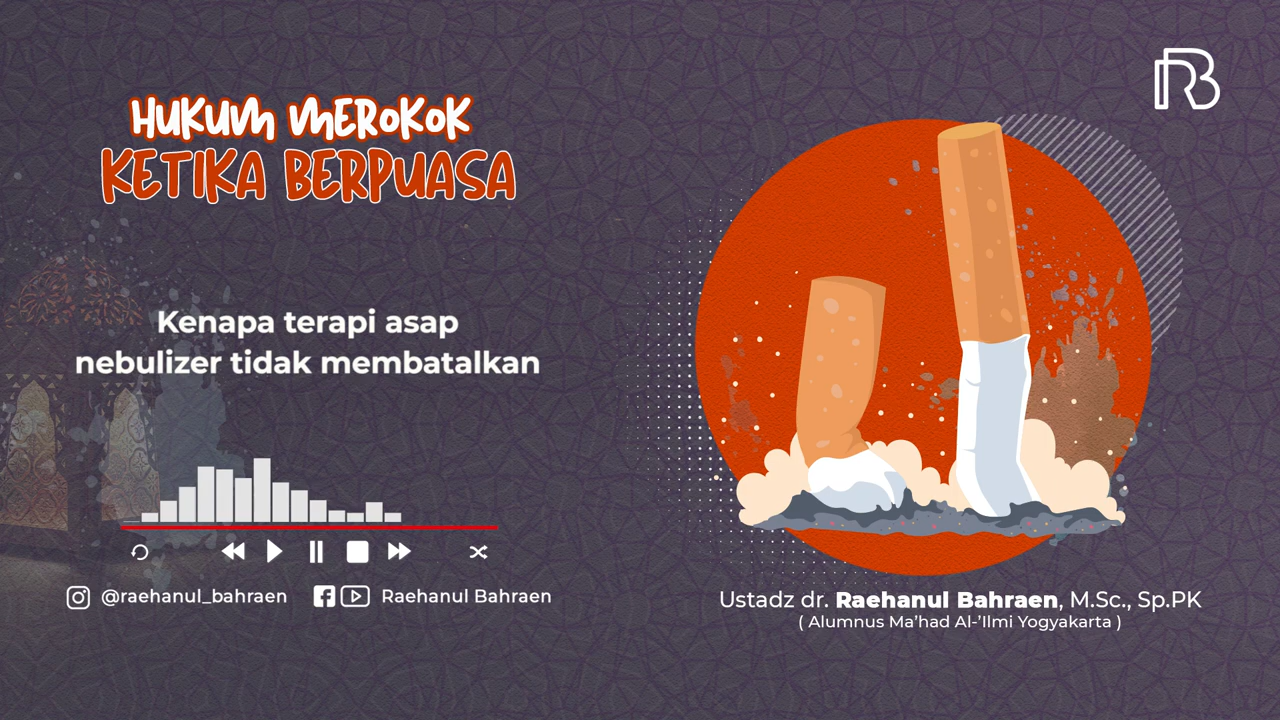 HUKUM MEROKOK
KETIKA BERPUASA
Kenapa terapi asap
nebulizer tidak membatalkan
@raehanul_bahraen Raehanul Bahraen
RB
Ustadz dr. Raehanul Bahraen, M.Sc., Sp.PK
( Alumnus Ma'had Al-'Ilmi Yogyakarta )